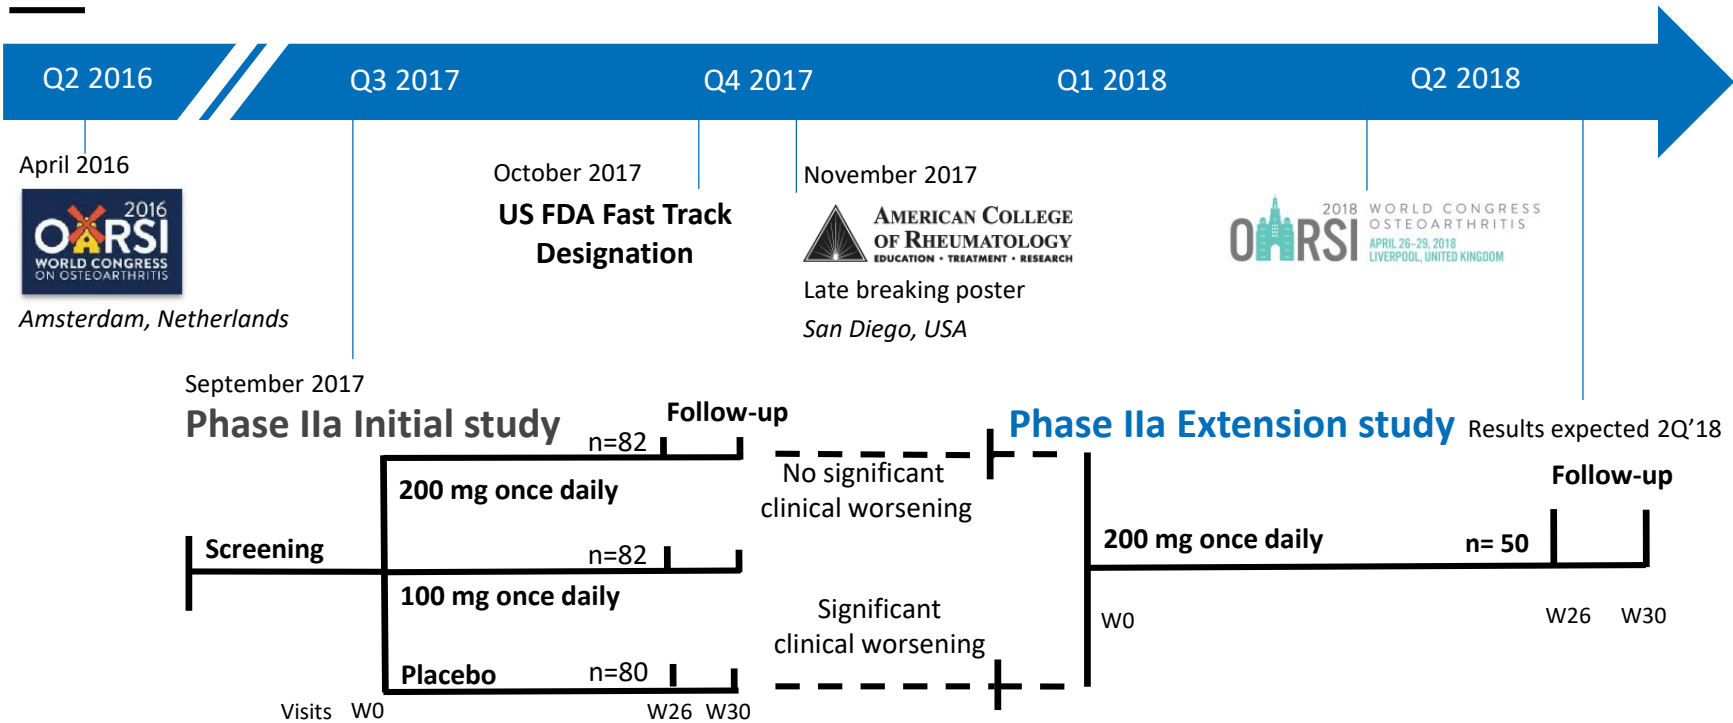 Q2 2016
Q3 2017
Q4 2017
Q1 2018
Q2 2018
April 2016
2016
OARSI
WORLD CONGRESS
ON OSTEOARTHRITIS
Amsterdam, Netherlands
October 2017
US FDA Fast Track
Designation
November 2017
AMERICAN COLLEGE
OF RHEUMATOLOGY
EDUCATION • TREATMENT • RESEARCH
Late breaking poster
San Diego, USA
2018
OARSI
WORLD CONGRESS
OSTEOARTHRITIS
APRIL 26-29, 2018
LIVERPOOL, UNITED KINGDOM
September 2017
Phase IIa Initial study
Follow-up
n=82
200 mg once daily
Screening
n=82
100 mg once daily
Placebo
n=80
Visits
W0
W26
W30
No significant
clinical worsening
Significant
clinical worsening
Phase IIa Extension study
Results expected 2Q'18
Follow-up
200 mg once daily
n= 50
W0
W26
W30